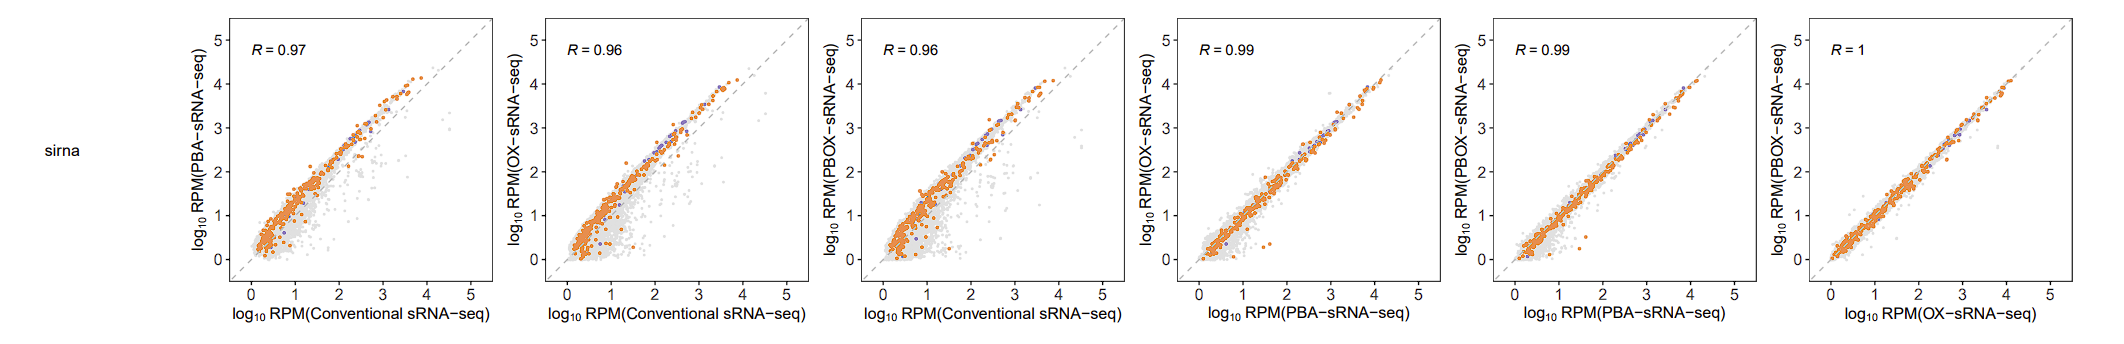 sirna
R = 0.97
5
4
3
2
1
0
log10 RPM(PBA−sRNA−seq)
0 1 2 3 4 5
log10 RPM(Conventional sRNA−seq)
R = 0.96
5
4
3
2
1
0
log10 RPM(OX−sRNA−seq)
0 1 2 3 4 5
log10 RPM(Conventional sRNA−seq)
R = 0.96
5
4
3
2
1
0
log10 RPM(PBOX−sRNA−seq)
0 1 2 3 4 5
log10 RPM(Conventional sRNA−seq)
R = 0.99
5
4
3
2
1
0
log10 RPM(OX−sRNA−seq)
0 1 2 3 4 5
log10 RPM(PBA−sRNA−seq)
R = 0.99
5
4
3
2
1
0
log10 RPM(PBOX−sRNA−seq)
0 1 2 3 4 5
log10 RPM(PBA−sRNA−seq)
R = 1
5
4
3
2
1
0
log10 RPM(PBOX−sRNA−seq)
0 1 2 3 4 5
log10 RPM(OX−sRNA−seq)